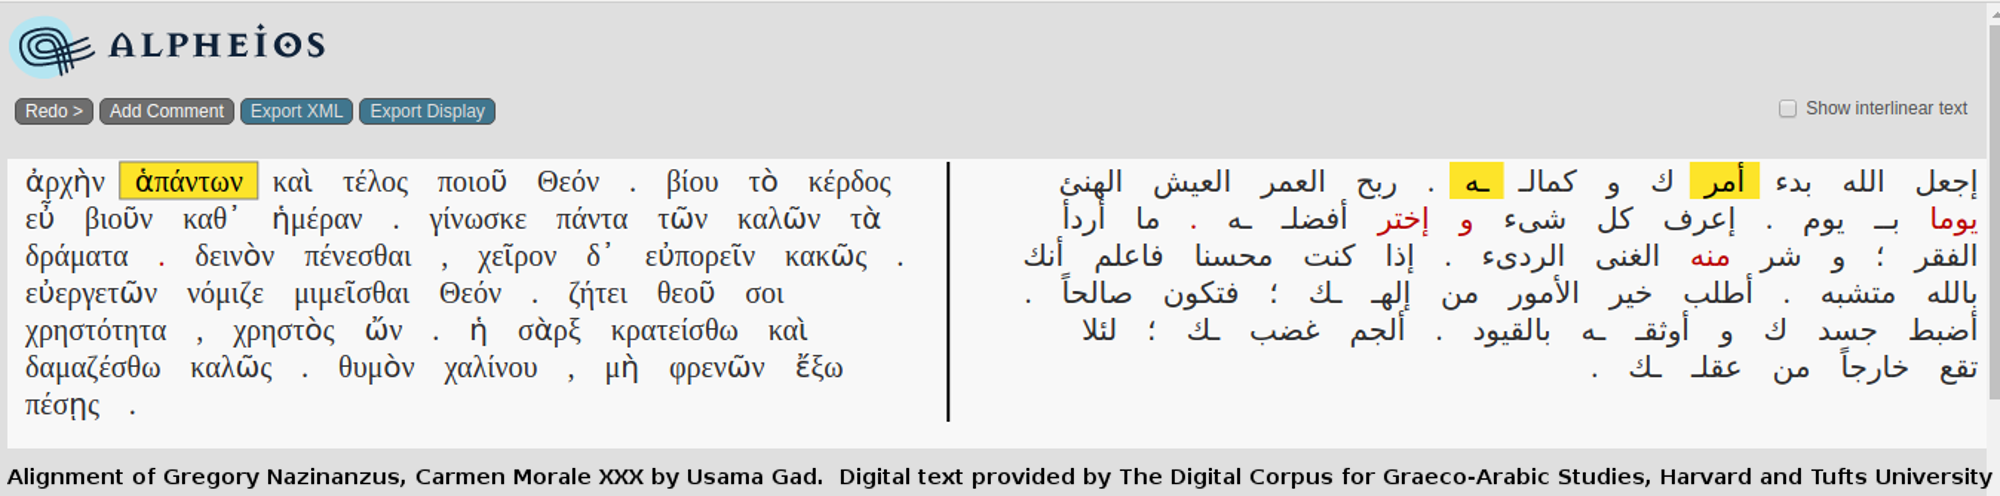 ALPHEIOS
Redo >
Add Comment
Export XML
Export Display
Show interlinear text
ἀρχὴν ἁπάντων καὶ τέλος ποιοῦ Θεόν . βίου τὸ κέρδος
εὖ βιοῦν καθ᾽ ἡμέραν . γίνωσκε πάντα τῶν καλῶν τὰ
δράματα . δεινὸν πένεσθαι , χεῖρον δ᾽ εὐπορεῖν κακῶς .
εὐεργετῶν νόμιζε μιμεῖσθαι Θεόν . ζήτει θεοῦ σοι
χρηστότητα , χρηστὸς ὤν . ἡ σὰρξ κρατείσθω καὶ
δαμαζέσθω καλῶς . θυμὸν χαλίνου , μὴ φρενῶν ἔξω
πέσῃς .
إجعل الله بدء أمر ك و كمالـ ـه . ربح العمر العيش الهنئ
يوما بـ يوم . إعرف كل شىء أفضلـ ـه . و إختر ما أردأ
الفقر ؛ و شر منه الغنى الردىء . إذا كنت محسنا فاعلم أنك
بالله متشبه . أطلب خير الأمور من إلهـ ـك ؛ فتكون صالحاً .
أضبط جسد ك و أوثقـ ـه بالقيود . ألجم غضب ـك ؛ لئلا
تقع خارجاً من عقلـ ـك .
Alignment of Gregory Nazinanzus, Carmen Morale XXX by Usama Gad. Digital text provided by The Digital Corpus for Graeco-Arabic Studies, Harvard and Tufts University